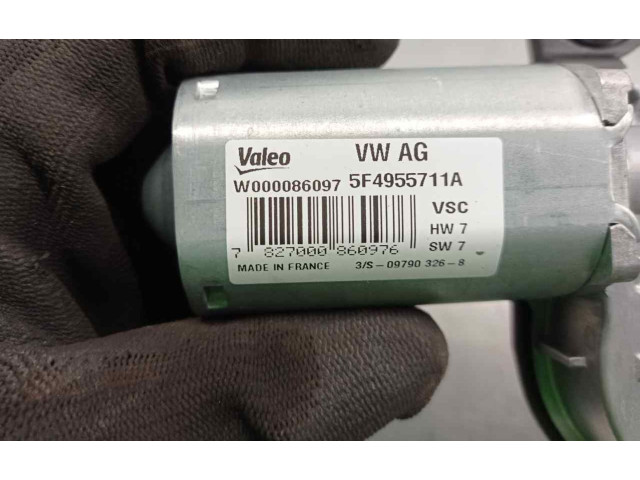 Valeo VW AG
W000086097 5F4955711A
VSC
HW 7
7 827000 860976 SW 7
MADE IN FRANCE 3/S-09790 326-8